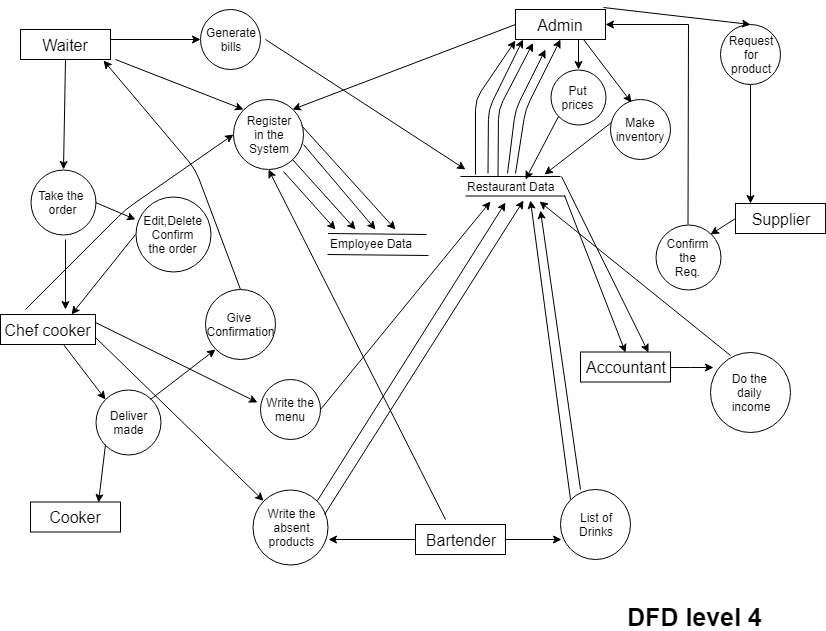 Waiter
Generate
bills
Admin
Request
for
product
Put
prices
Make
inventory
Register
in the
System
Take the
order
Edit,Delete
Confirm
the order
Restaurant Data
Employee Data
Supplier
Confirm
the
Req.
Chef cooker
Give
Confirmation
Accountant
Do the
daily
income
Deliver
made
Write the
menu
Cooker
Write the
absent
products
Bartender
List of
Drinks
DFD level 4